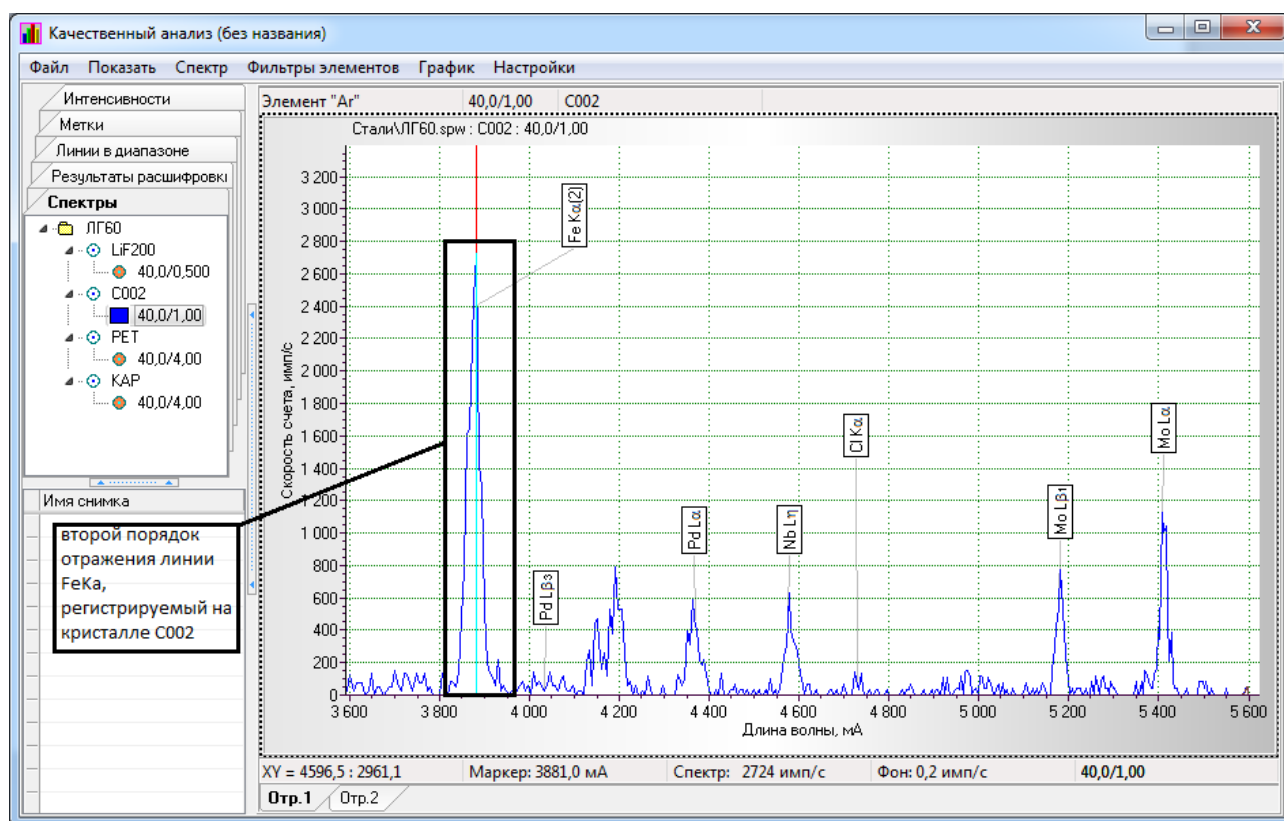 Качественный анализ (без названия)
Файл Показать Спектр Фильтры элементов График Настройки
Интенсивности
Метки
Линии в диапазоне
Результаты расшифровки
Спектры
ЛГ60
LiF200
40,0/0,500
C002
40,0/1,00
PET
40,0/4,00
KAP
40,0/4,00
Имя снимка
второй порядок
отражения линии
FeKa,
регистрируемый на
кристалле C002
Элемент "Ar" 40,0/1,00 C002
Стали\ЛГ60.spw : C002 : 40,0/1,00
Скорость счета, имп/с
3 200
3 000
2 800
2 600
2 400
2 200
2 000
1 800
1 600
1 400
1 200
1 000
800
600
400
200
0
Fe Kα(2)
Pd Lβ3
Pd Lα
Nb Lη
Cl Kα
Mo Lβ1
Mo Lα
3 600 3 800 4 000 4 200 4 400 4 600 4 800 5 000 5 200 5 400 5 600
Длина волны, мА
XY = 4596,5 : 2961,1 Маркер: 3881,0 мА Спектр: 2724 имп/с Фон: 0,2 имп/с 40,0/1,00
Отр.1 Отр.2